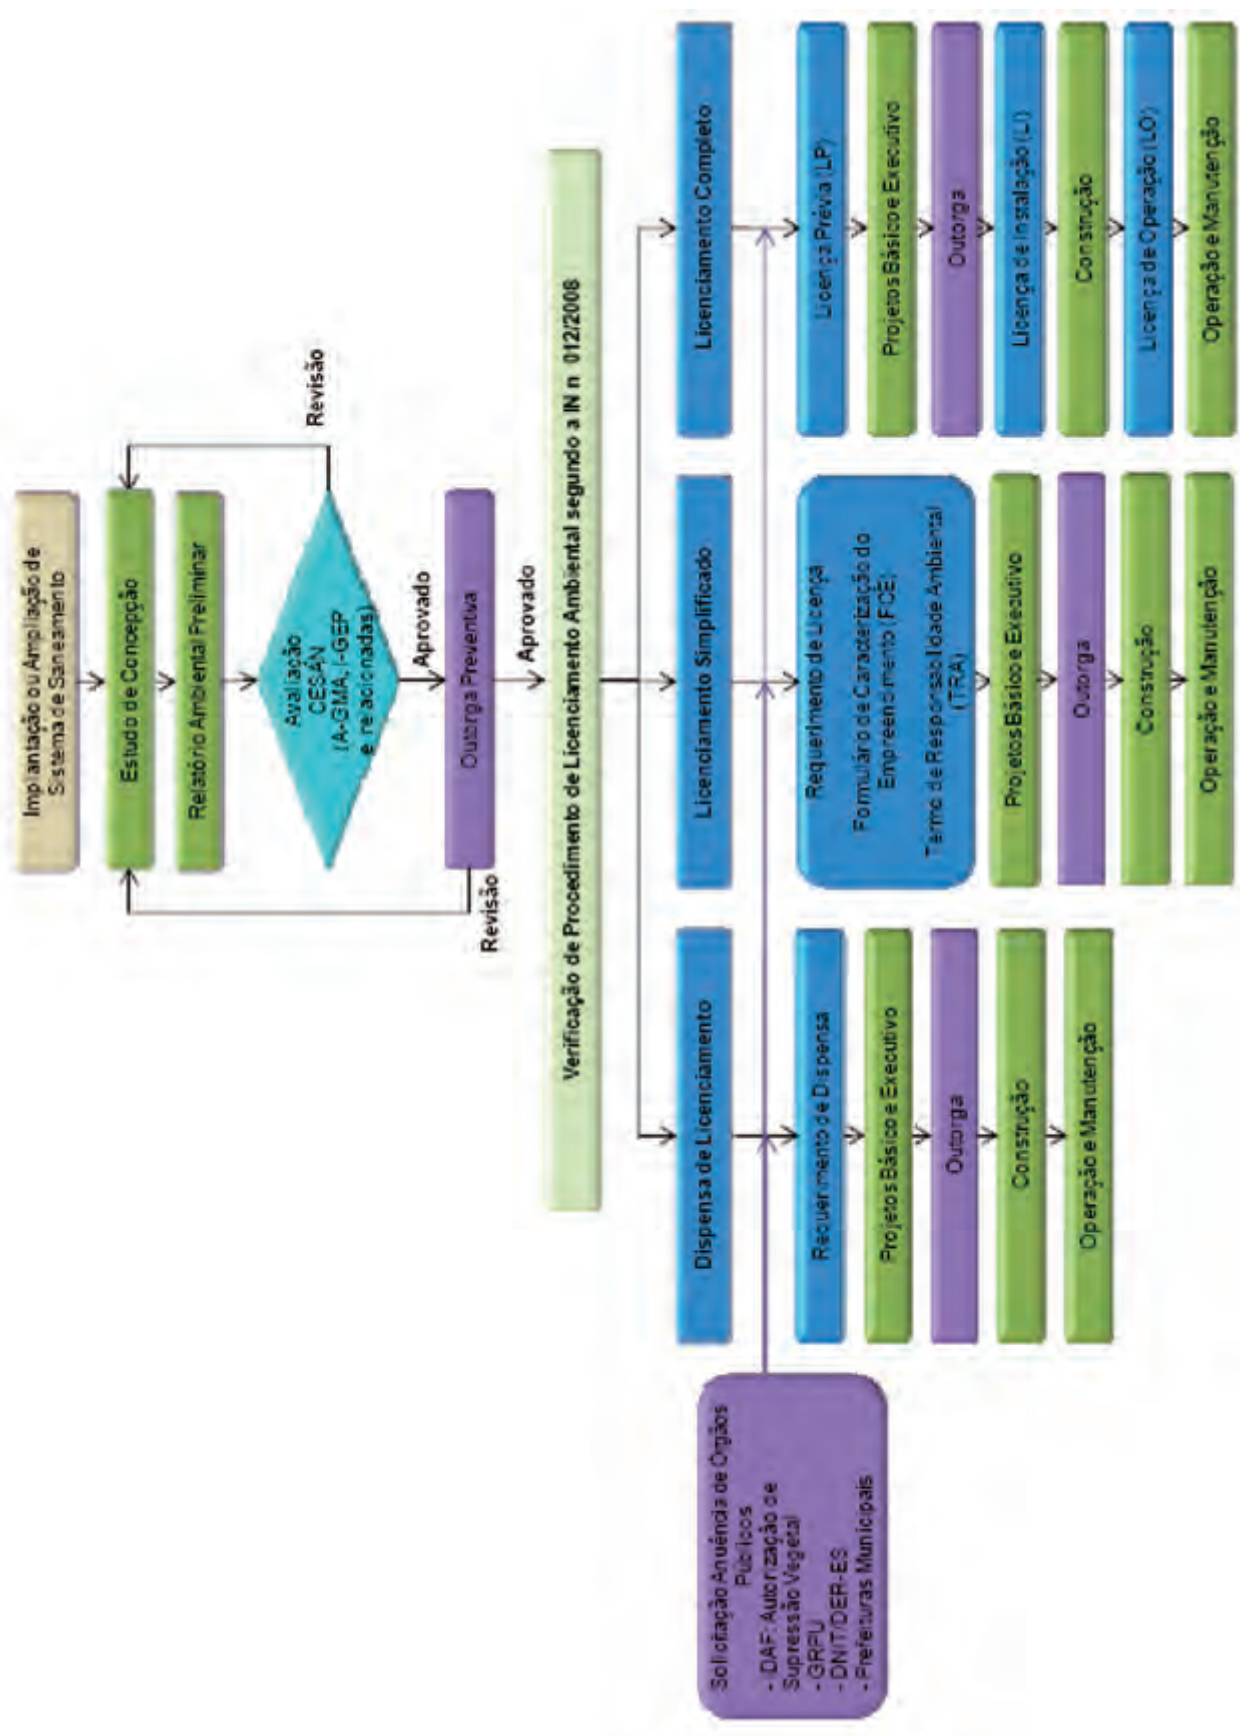 Implantação ou Ampliação de
Sistema de Saneamento
Estudo de Concepção
Relatório Ambiental Preliminar
Avaliação
CESAN
(A-GMA, I-GEP
e relacionadas)
Revisão
Aprovado
Outorga Preventiva
Revisão
Aprovado
Verificação de Procedimento de Licenciamento Ambiental segundo a IN n 012/2008
Solicitação Anuência de Orgãos
Públicos
- IDAF: Autorização de
Supressão Vegetal
- GRPU
- DNIT/DER-ES
- Prefeituras Municipais
Dispensa de Licenciamento
Requerimento de Dispensa
Projetos Básico e Executivo
Outorga
Construção
Operação e Manutenção
Licenciamento Simplificado
Requerimento de Licença
Formulário de Caracterização do
Empreendimento (FCE)
Termo de Responsabilidade Ambiental
(TRA)
Projetos Básico e Executivo
Outorga
Construção
Operação e Manutenção
Licenciamento Completo
Licença Prévia (LP)
Projetos Básico e Executivo
Outorga
Licença de Instalação (LI)
Construção
Licença de Operação (LO)
Operação e Manutenção